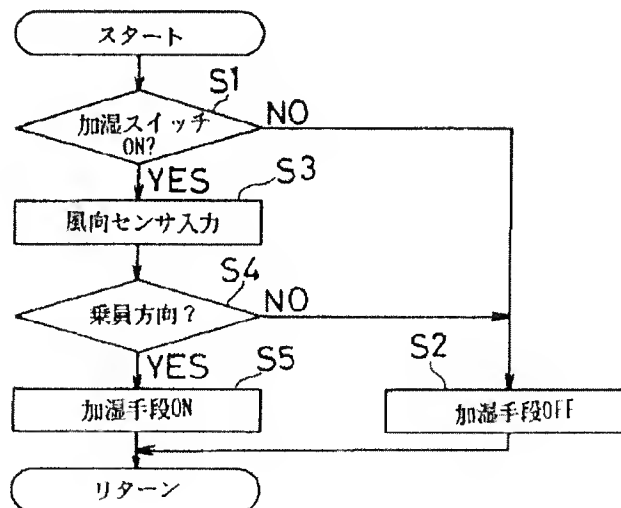 スタート
S1
加湿スイッチ
ON?
NO
YES
S3
風向センサ入力
S4
乗員方向?
NO
YES
S5
加湿手段ON
S2
加湿手段OFF
リターン